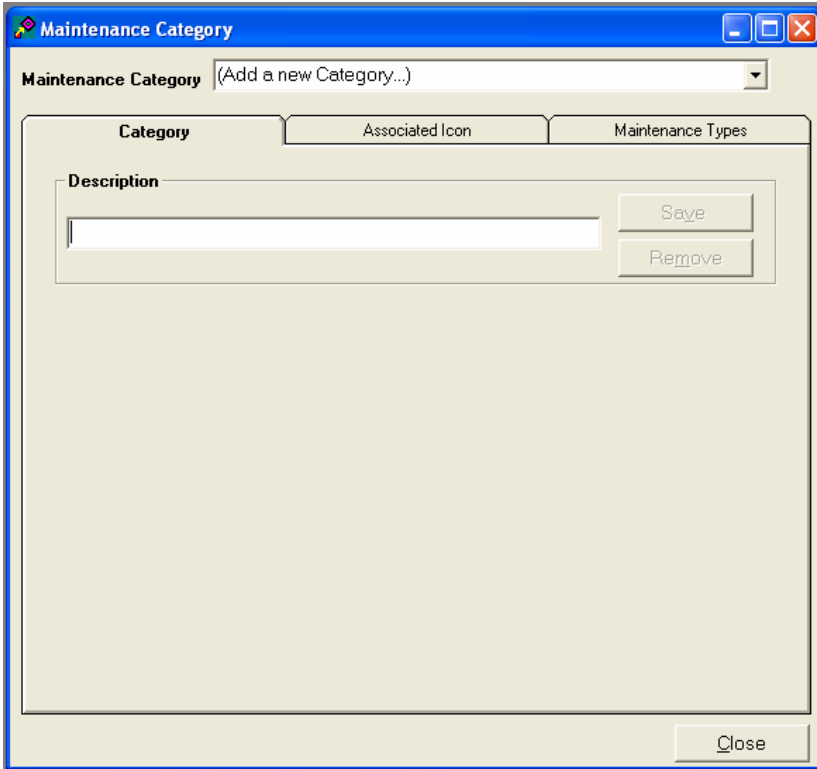 Maintenance Category
Maintenance Category (Add a new Category...)
Category Associated Icon Maintenance Types
Description
Save
Remove
Close